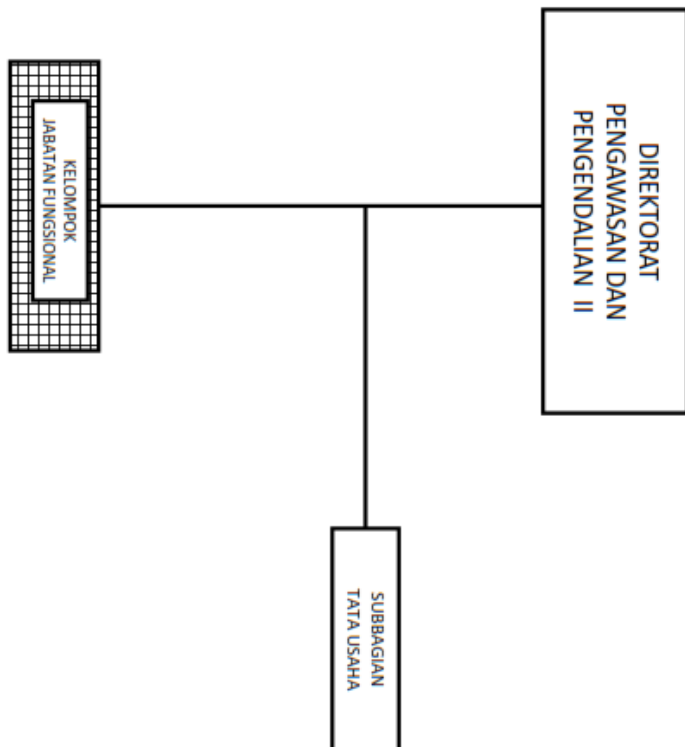 DIREKTORAT
PENGAWASAN DAN
PENGENDALIAN II
SUBBAGIAN
TATA USAHA
KELOMPOK
JABATAN FUNGSIONAL